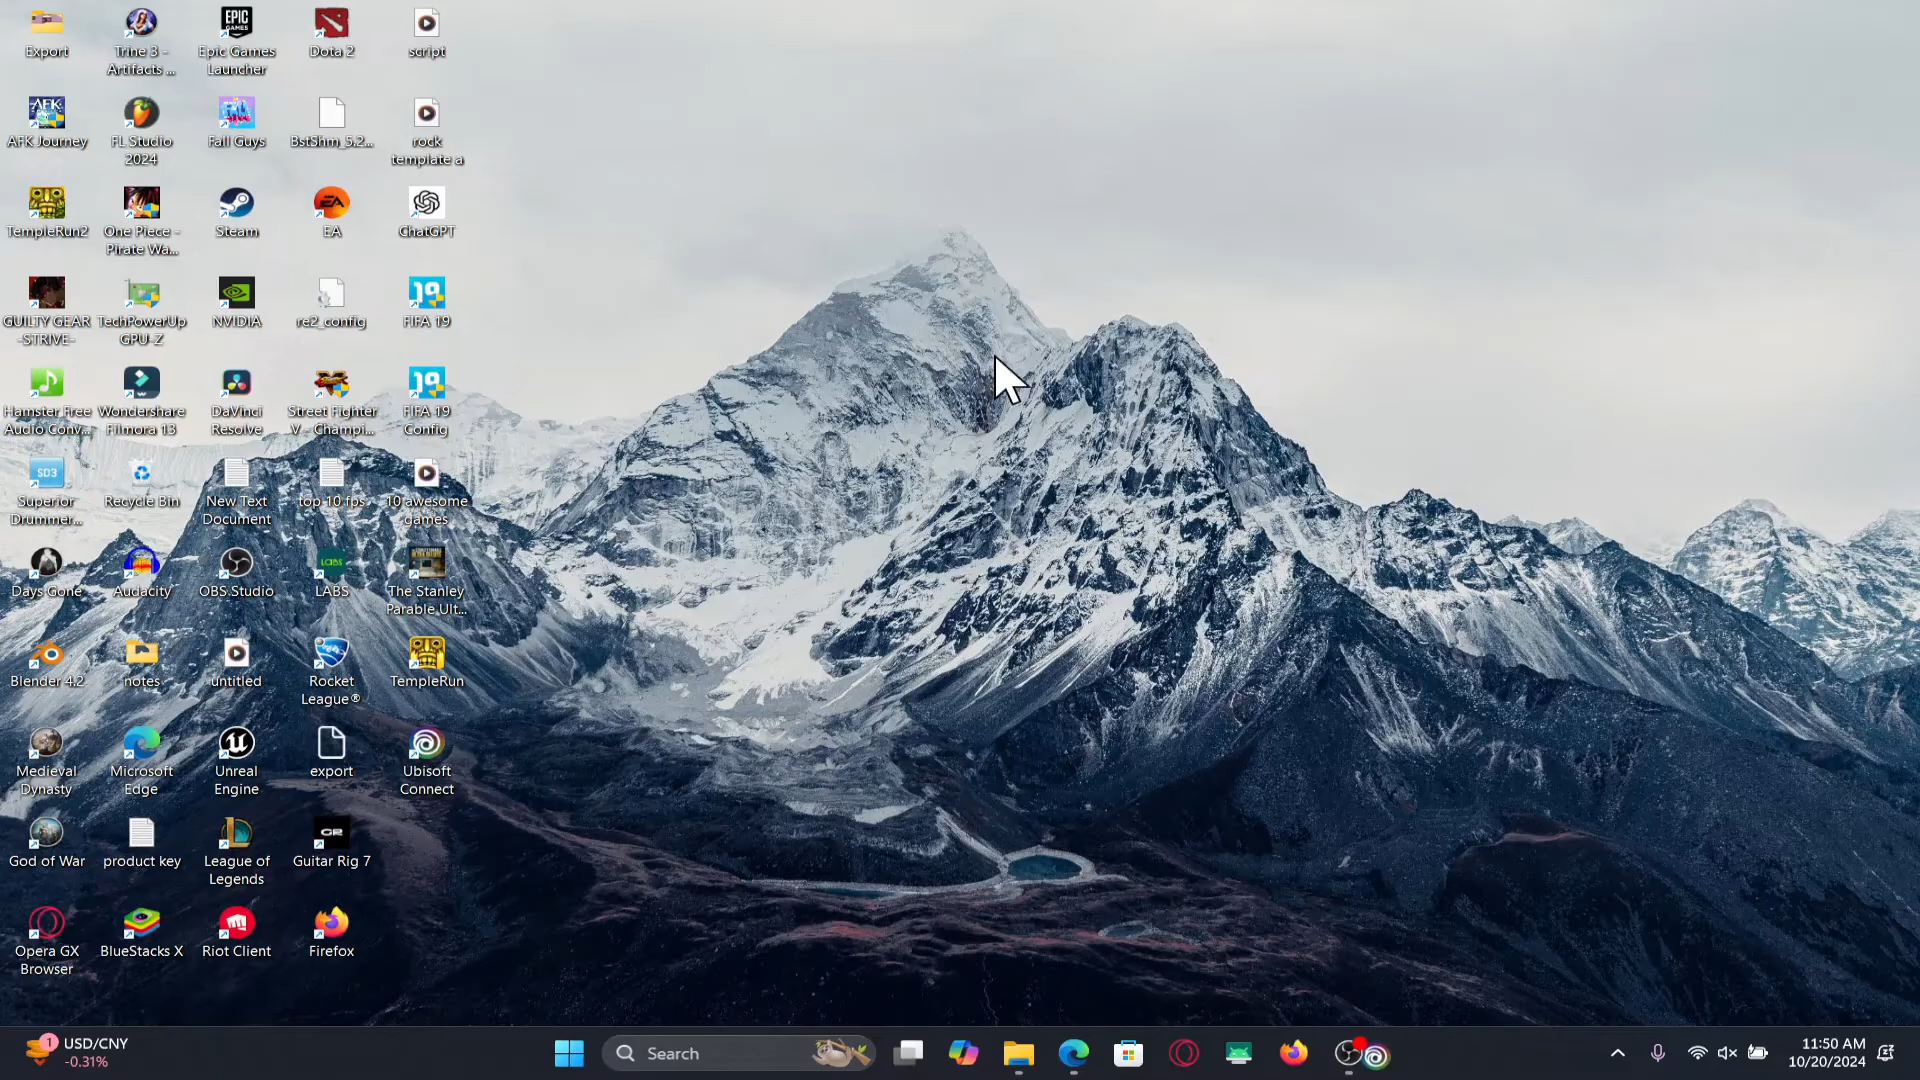 Export
Trine 3 -
Artifacts ...
Epic Games
Launcher
Dota 2
script
AFK Journey
FL Studio
2024
Fall Guys
BstShm_5.2...
rock
template a
TempleRun2
One Piece -
Pirate Wa...
Steam
EA
ChatGPT
GUILTY GEAR
-STRIVE-
TechPowerUp
GPU-Z
NVIDIA
re2_config
FIFA 19
Hamster Free
Audio Conv...
Wondershare
Filmora 13
DaVinci
Resolve
Street Fighter
V - Champi...
FIFA 19
Config
Superior
Drummer...
Recycle Bin
New Text
Document
top 10 fps
10 awesome
games
Days Gone
Audacity
OBS Studio
LABS
The Stanley
Parable Ult...
Blender 4.2
notes
untitled
Rocket
League®
TempleRun
Medieval
Dynasty
Microsoft
Edge
Unreal
Engine
export
Ubisoft
Connect
God of War
product key
League of
Legends
Guitar Rig 7
Opera GX
Browser
BlueStacks X
Riot Client
Firefox
1
USD/CNY
-0.31%
Search
11:50 AM
10/20/2024